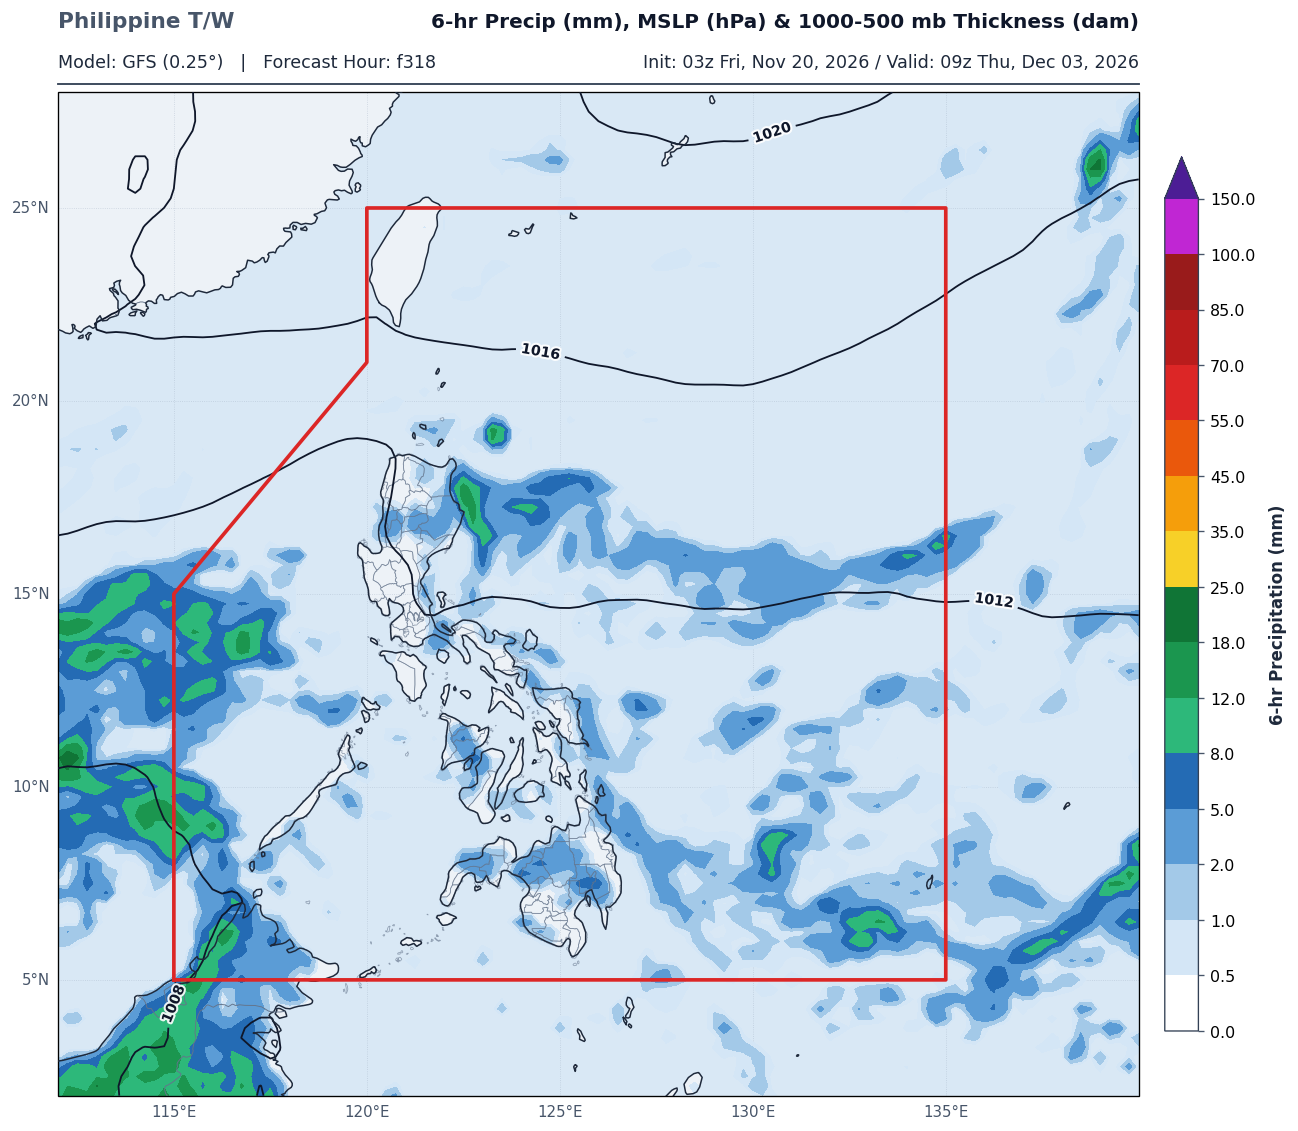 Philippine T/W
6-hr Precip (mm), MSLP (hPa) & 1000-500 mb Thickness (dam)
Model: GFS (0.25°)   |   Forecast Hour: f318
Init: 03z Fri, Nov 20, 2026 / Valid: 09z Thu, Dec 03, 2026
1020
1016
1012
1008
25°N
20°N
15°N
10°N
5°N
115°E
120°E
125°E
130°E
135°E
150.0
100.0
85.0
70.0
55.0
45.0
35.0
25.0
18.0
12.0
8.0
5.0
2.0
1.0
0.5
0.0
6-hr Precipitation (mm)